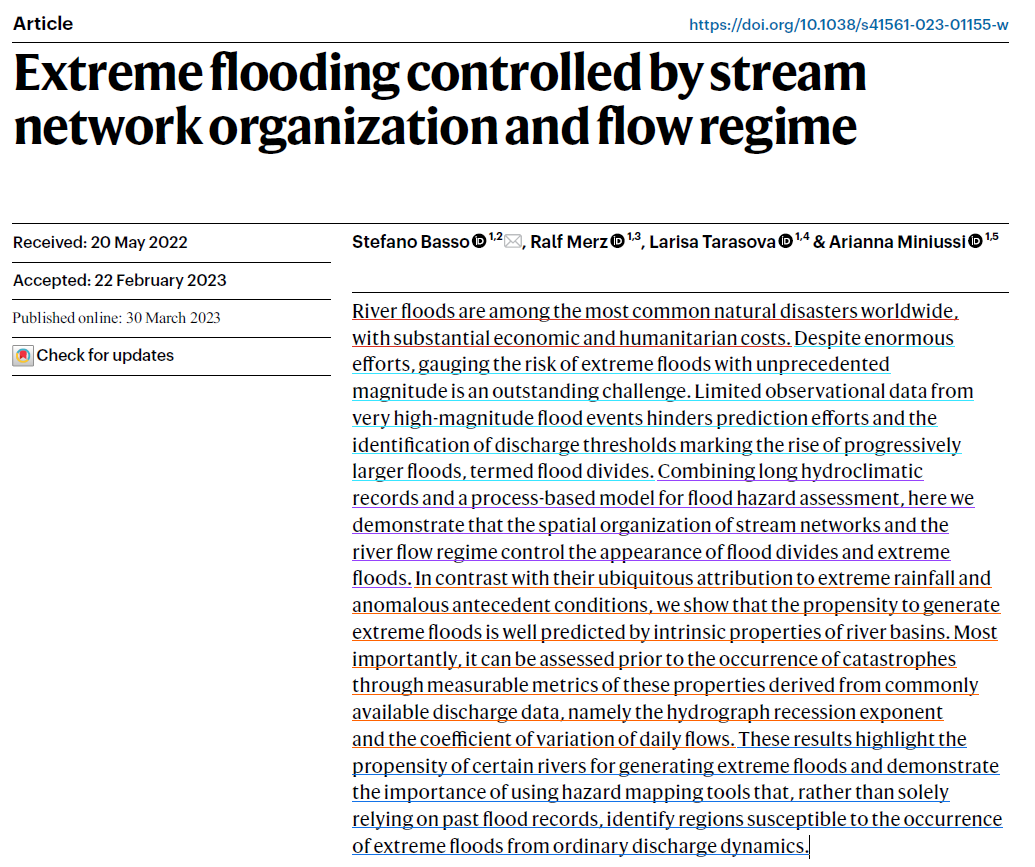 Article
https://doi.org/10.1038/s41561-023-01155-w
Extreme flooding controlled by stream
network organization and flow regime
Received: 20 May 2022
Accepted: 22 February 2023
Published online: 30 March 2023
Check for updates
Stefano Basso 1,2, Ralf Merz 1,3, Larisa Tarasova 1,4 & Arianna Miniussi 1,5
River floods are among the most common natural disasters worldwide,
with substantial economic and humanitarian costs. Despite enormous
efforts, gauging the risk of extreme floods with unprecedented
magnitude is an outstanding challenge. Limited observational data from
very high-magnitude flood events hinders prediction efforts and the
identification of discharge thresholds marking the rise of progressively
larger floods, termed flood divides. Combining long hydroclimatic
records and a process-based model for flood hazard assessment, here we
demonstrate that the spatial organization of stream networks and the
river flow regime control the appearance of flood divides and extreme
floods. In contrast with their ubiquitous attribution to extreme rainfall and
anomalous antecedent conditions, we show that the propensity to generate
extreme floods is well predicted by intrinsic properties of river basins. Most
importantly, it can be assessed prior to the occurrence of catastrophes
through measurable metrics of these properties derived from commonly
available discharge data, namely the hydrograph recession exponent
and the coefficient of variation of daily flows. These results highlight the
propensity of certain rivers for generating extreme floods and demonstrate
the importance of using hazard mapping tools that, rather than solely
relying on past flood records, identify regions susceptible to the occurrence
of extreme floods from ordinary discharge dynamics.